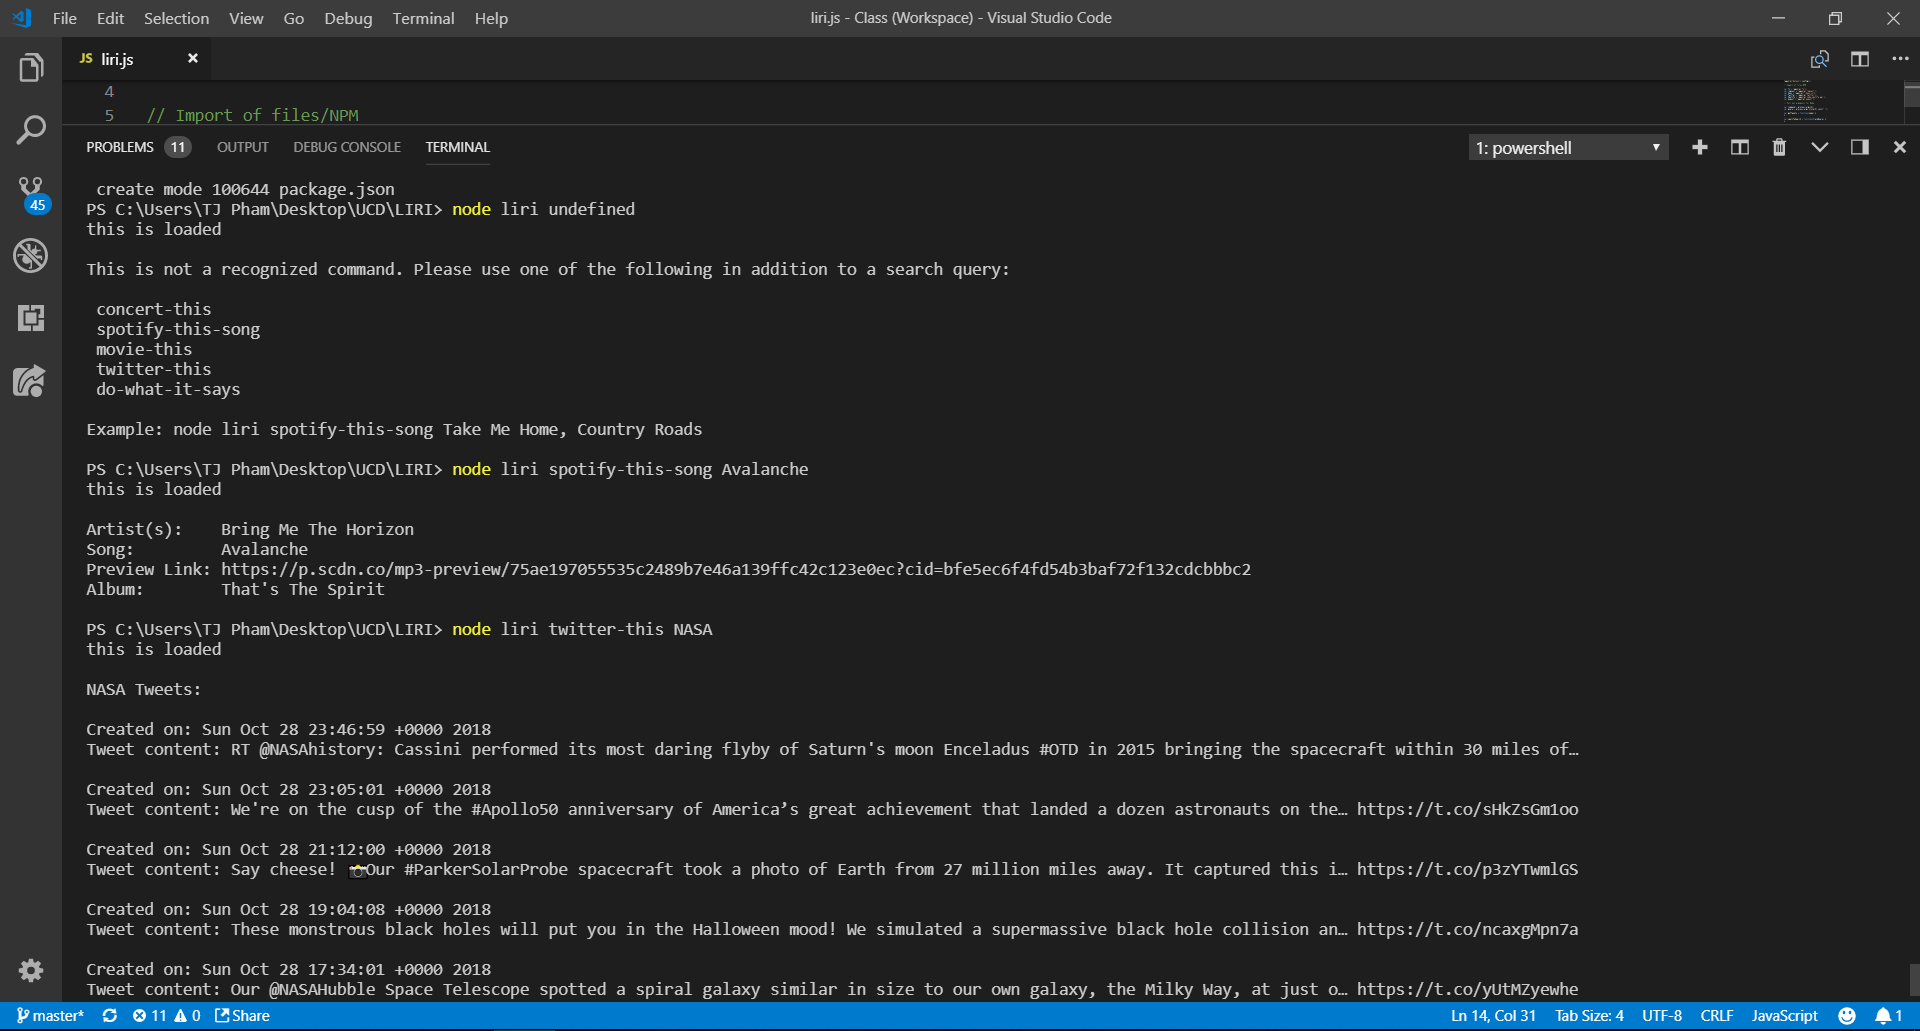 File Edit Selection View Go Debug Terminal Help
liri.js - Class (Workspace) - Visual Studio Code
JS liri.js
4
5 // Import of files/NPM
PROBLEMS 11 OUTPUT DEBUG CONSOLE TERMINAL
1: powershell
create mode 100644 package.json
PS C:\Users\TJ Pham\Desktop\UCD\LIRI> node liri undefined
this is loaded
This is not a recognized command. Please use one of the following in addition to a search query:
concert-this
spotify-this-song
movie-this
twitter-this
do-what-it-says
Example: node liri spotify-this-song Take Me Home, Country Roads
PS C:\Users\TJ Pham\Desktop\UCD\LIRI> node liri spotify-this-song Avalanche
this is loaded
Artist(s): Bring Me The Horizon
Song: Avalanche
Preview Link: https://p.scdn.co/mp3-preview/75ae197055535c2489b7e46a139ffc42c123e0ec?cid=bfe5ec6f4fd54b3baf72f132cdcbbbc2
Album: That's The Spirit
PS C:\Users\TJ Pham\Desktop\UCD\LIRI> node liri twitter-this NASA
this is loaded
NASA Tweets:
Created on: Sun Oct 28 23:46:59 +0000 2018
Tweet content: RT @NASAhistory: Cassini performed its most daring flyby of Saturn's moon Enceladus #OTD in 2015 bringing the spacecraft within 30 miles of…
Created on: Sun Oct 28 23:05:01 +0000 2018
Tweet content: We're on the cusp of the #Apollo50 anniversary of America’s great achievement that landed a dozen astronauts on the… https://t.co/sHkZsGm1oo
Created on: Sun Oct 28 21:12:00 +0000 2018
Tweet content: Say cheese! 📸Our #ParkerSolarProbe spacecraft took a photo of Earth from 27 million miles away. It captured this i… https://t.co/p3zYTwmlGS
Created on: Sun Oct 28 19:04:08 +0000 2018
Tweet content: These monstrous black holes will put you in the Halloween mood! We simulated a supermassive black hole collision an… https://t.co/ncaxgMpn7a
Created on: Sun Oct 28 17:34:01 +0000 2018
Tweet content: Our @NASAHubble Space Telescope spotted a spiral galaxy similar in size to our own galaxy, the Milky Way, at just o… https://t.co/yUtMZyewhe
45
master* 11 0 Share
Ln 14, Col 31 Tab Size: 4 UTF-8 CRLF JavaScript 1